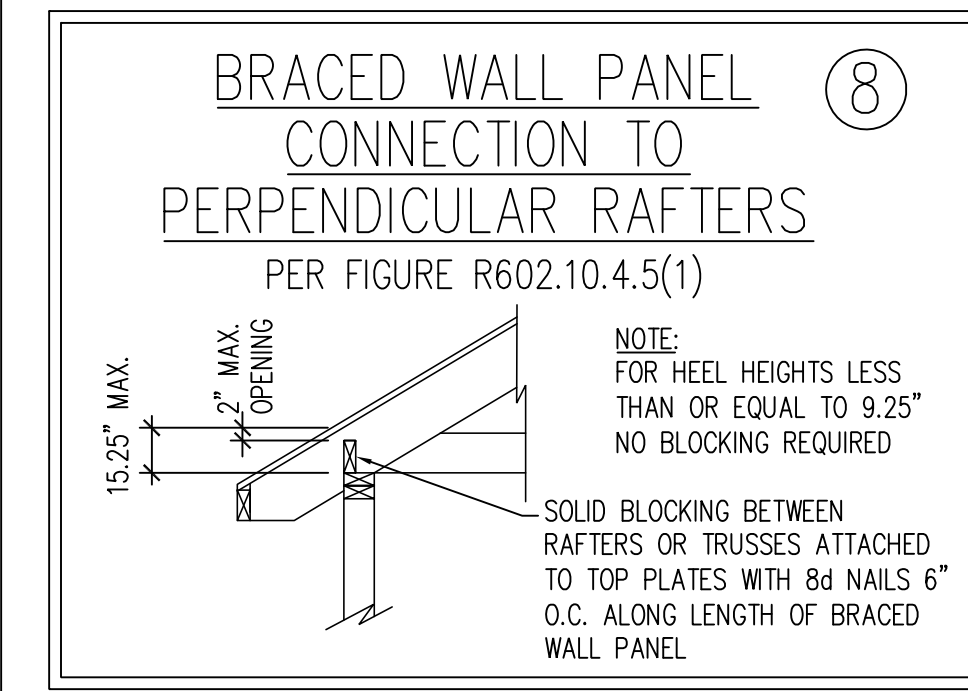 BRACED WALL PANEL
CONNECTION TO
PERPENDICULAR RAFTERS
8
PER FIGURE R602.10.4.5(1)
15.25" MAX.
2" MAX.
OPENING
NOTE:
FOR HEEL HEIGHTS LESS
THAN OR EQUAL TO 9.25"
NO BLOCKING REQUIRED
SOLID BLOCKING BETWEEN
RAFTERS OR TRUSSES ATTACHED
TO TOP PLATES WITH 8d NAILS 6"
O.C. ALONG LENGTH OF BRACED
WALL PANEL